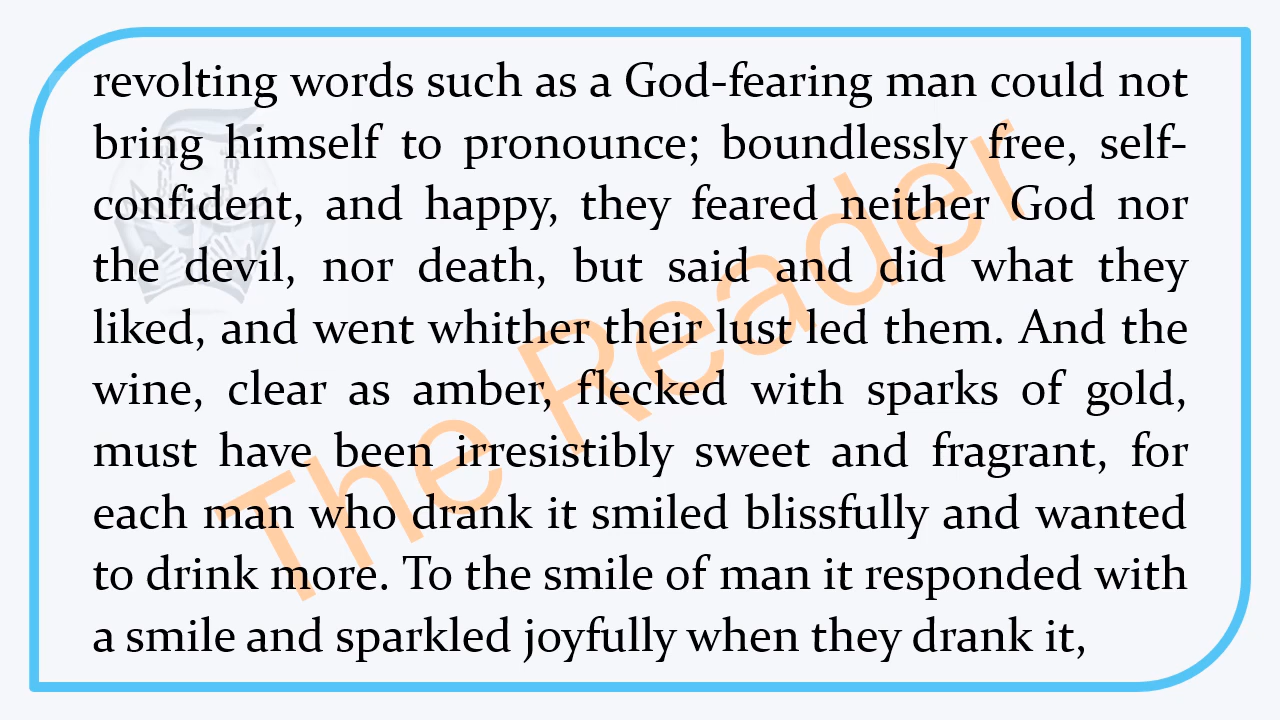 revolting words such as a God-fearing man could not
bring himself to pronounce; boundlessly free, self-
confident, and happy, they feared neither God nor
the devil, nor death, but said and did what they
liked, and went whither their lust led them. And the
wine, clear as amber, flecked with sparks of gold,
must have been irresistibly sweet and fragrant, for
each man who drank it smiled blissfully and wanted
to drink more. To the smile of man it responded with
a smile and sparkled joyfully when they drank it,
The Reader